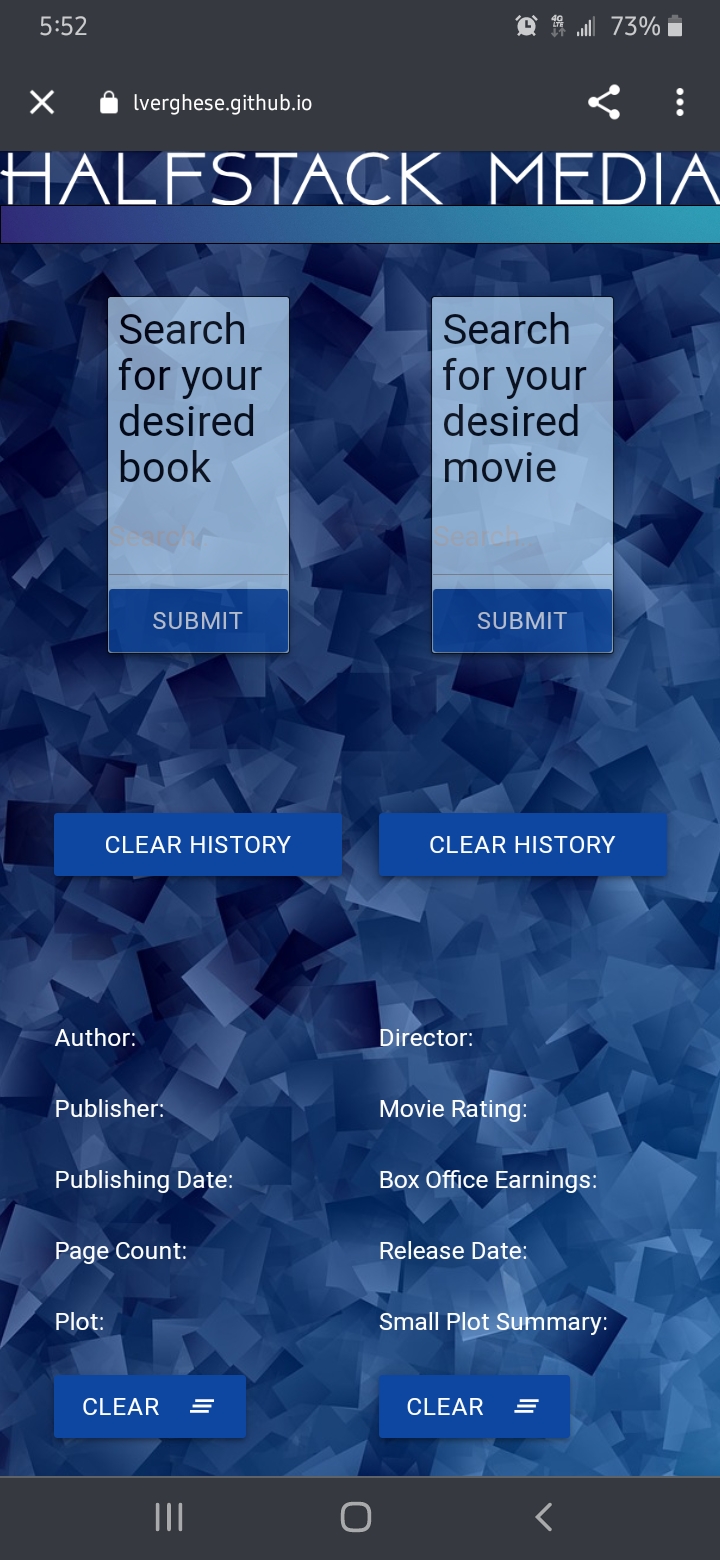 5:52
4G LTE 73%
lverghese.github.io
HALFSTACK MEDIA
Search
for your
desired
book
Search
SUBMIT
Search
for your
desired
movie
Search
SUBMIT
CLEAR HISTORY
CLEAR HISTORY
Author:
Publisher:
Publishing Date:
Page Count:
Plot:
CLEAR
Director:
Movie Rating:
Box Office Earnings:
Release Date:
Small Plot Summary:
CLEAR